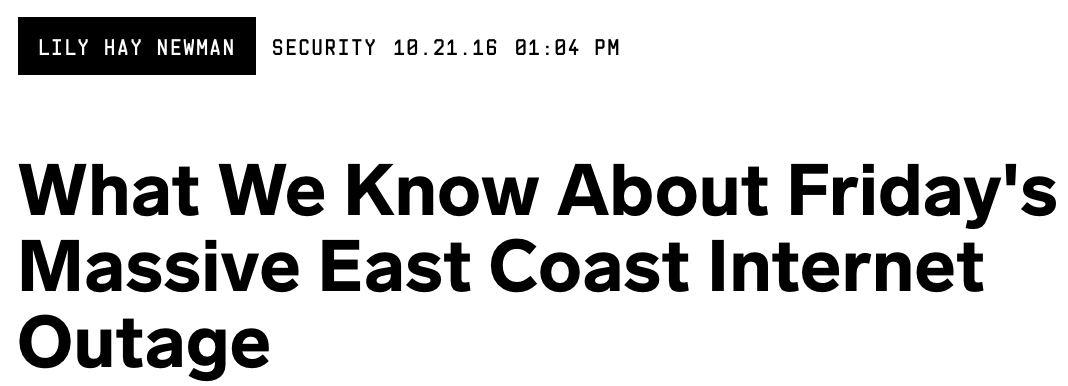 LILY HAY NEWMAN SECURITY 10.21.16 01:04 PM
What We Know About Friday's
Massive East Coast Internet
Outage